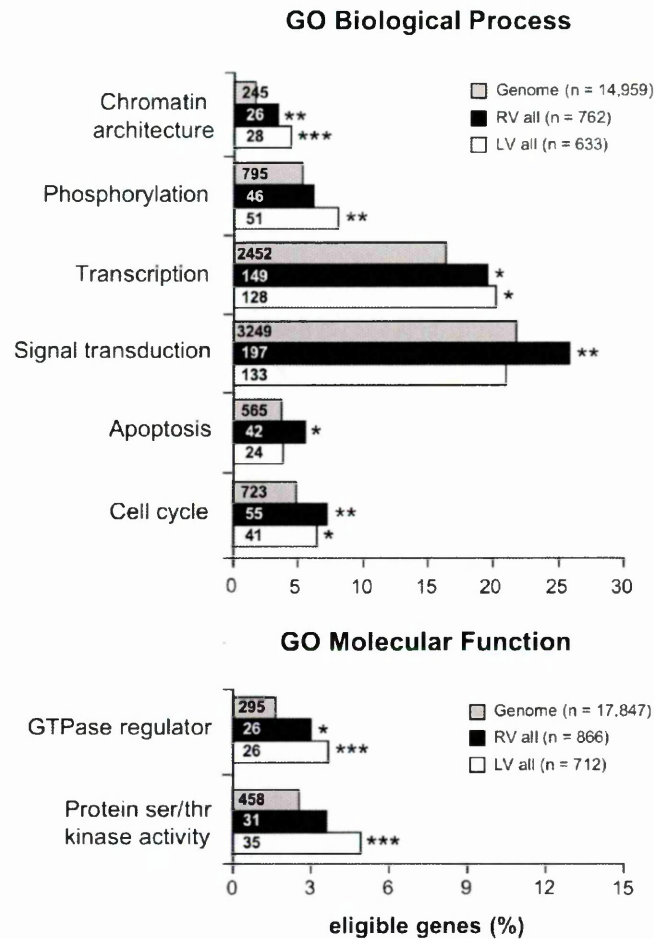 GO Biological Process
Genome (n = 14,959)
RV all (n = 762)
LV all (n = 633)
Chromatin
architecture
245
26 **
28 ***
Phosphorylation
795
46
51 **
Transcription
2452
149 *
128 *
Signal transduction
3249
197 **
133
Apoptosis
565
42 *
24
Cell cycle
723
55 **
41 *
0 5 10 15 20 25 30
GO Molecular Function
Genome (n = 17,847)
RV all (n = 866)
LV all (n = 712)
GTPase regulator
295
26 *
26 ***
Protein ser/thr
kinase activity
458
31
35 ***
0 3 6 9 12 15
eligible genes (%)